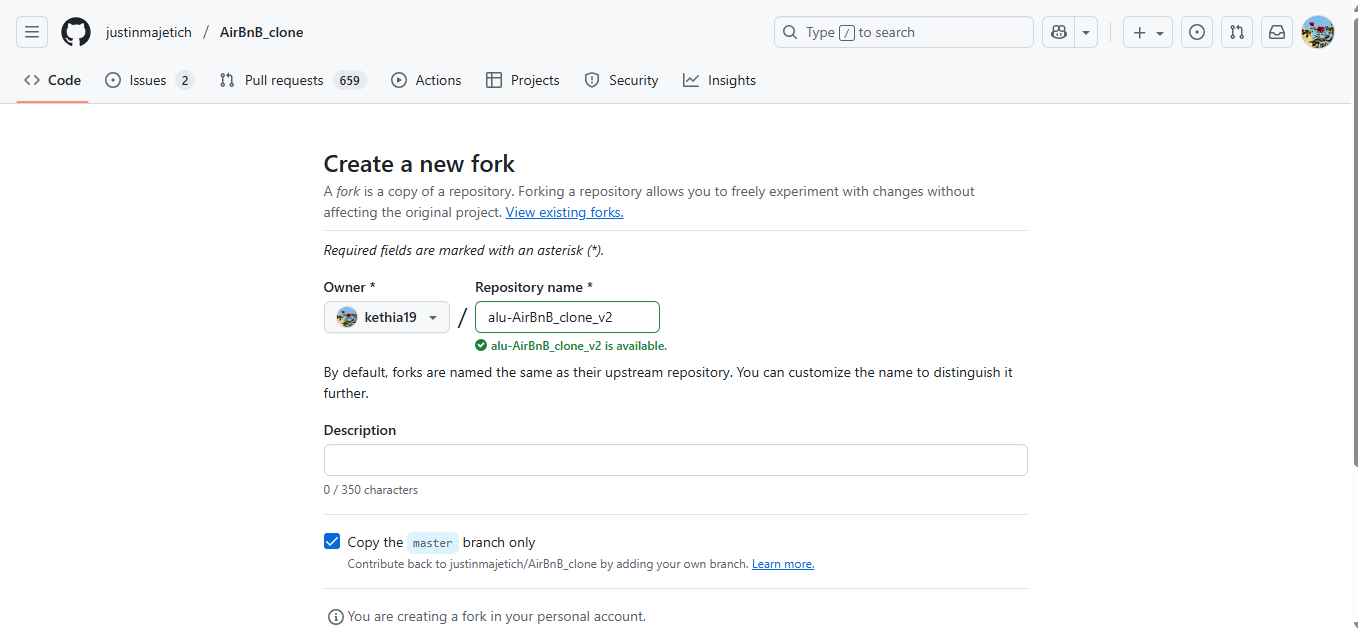 justinmajetich / AirBnB_clone
Type / to search
Code Issues 2 Pull requests 659 Actions Projects Security Insights
Create a new fork
A fork is a copy of a repository. Forking a repository allows you to freely experiment with changes without
affecting the original project. View existing forks.
Required fields are marked with an asterisk (*).
Owner * Repository name *
kethia19 / alu-AirBnB_clone_v2
alu-AirBnB_clone_v2 is available.
By default, forks are named the same as their upstream repository. You can customize the name to distinguish it
further.
Description
0 / 350 characters
Copy the master branch only
Contribute back to justinmajetich/AirBnB_clone by adding your own branch. Learn more.
You are creating a fork in your personal account.